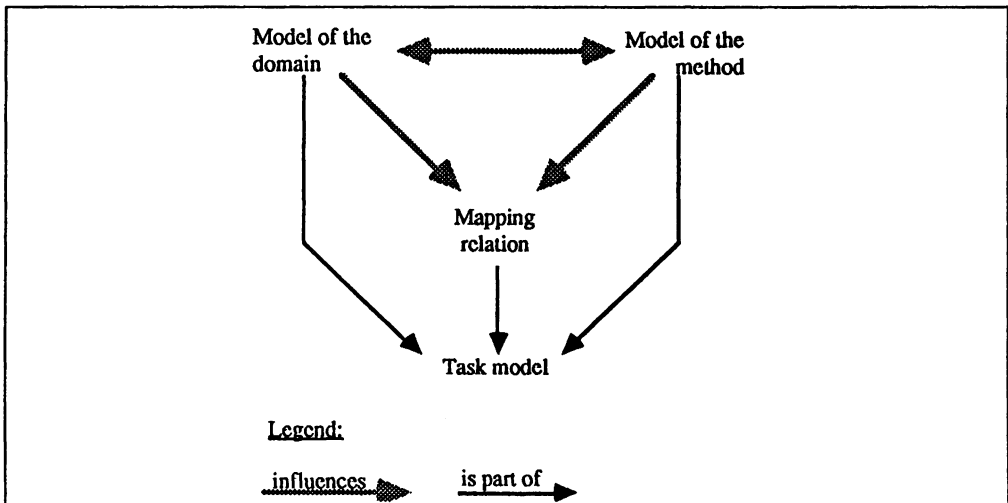 Model of the
domain
Model of the
method
Mapping
relation
Task model
Legend:
influences
is part of